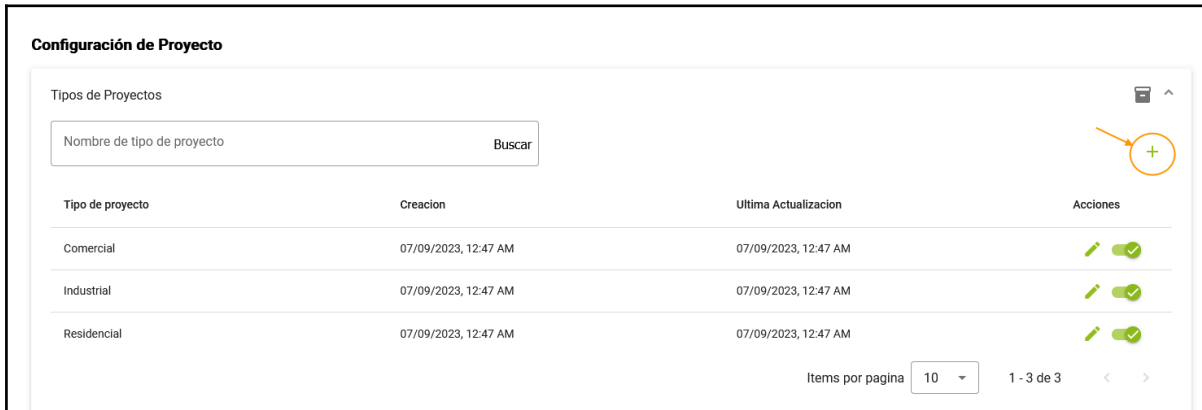 Configuración de Proyecto
Tipos de Proyectos
Nombre de tipo de proyecto Buscar
Tipo de proyecto Creacion Ultima Actualizacion Acciones
Comercial 07/09/2023, 12:47 AM 07/09/2023, 12:47 AM
Industrial 07/09/2023, 12:47 AM 07/09/2023, 12:47 AM
Residencial 07/09/2023, 12:47 AM 07/09/2023, 12:47 AM
Items por pagina 10 1 - 3 de 3